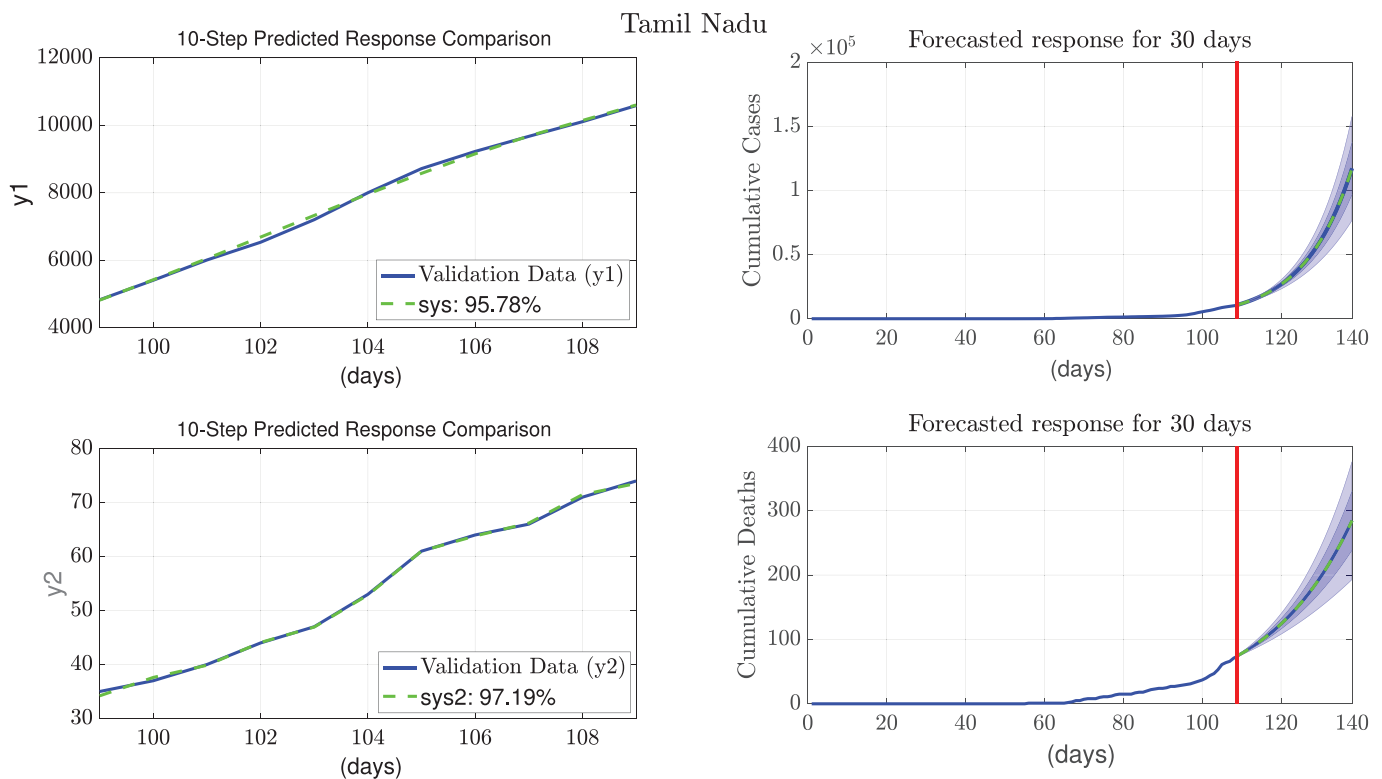 Tamil Nadu
10-Step Predicted Response Comparison
12000
10000
8000
6000
4000
y1
100
102
104
106
108
(days)
Validation Data (y1)
sys: 95.78%
Forecasted response for 30 days
×10⁵
2
1.5
1
0.5
0
Cumulative Cases
0
20
40
60
80
100
120
140
(days)
10-Step Predicted Response Comparison
80
70
60
50
40
30
y2
100
102
104
106
108
(days)
Validation Data (y2)
sys2: 97.19%
Forecasted response for 30 days
400
300
200
100
0
Cumulative Deaths
0
20
40
60
80
100
120
140
(days)